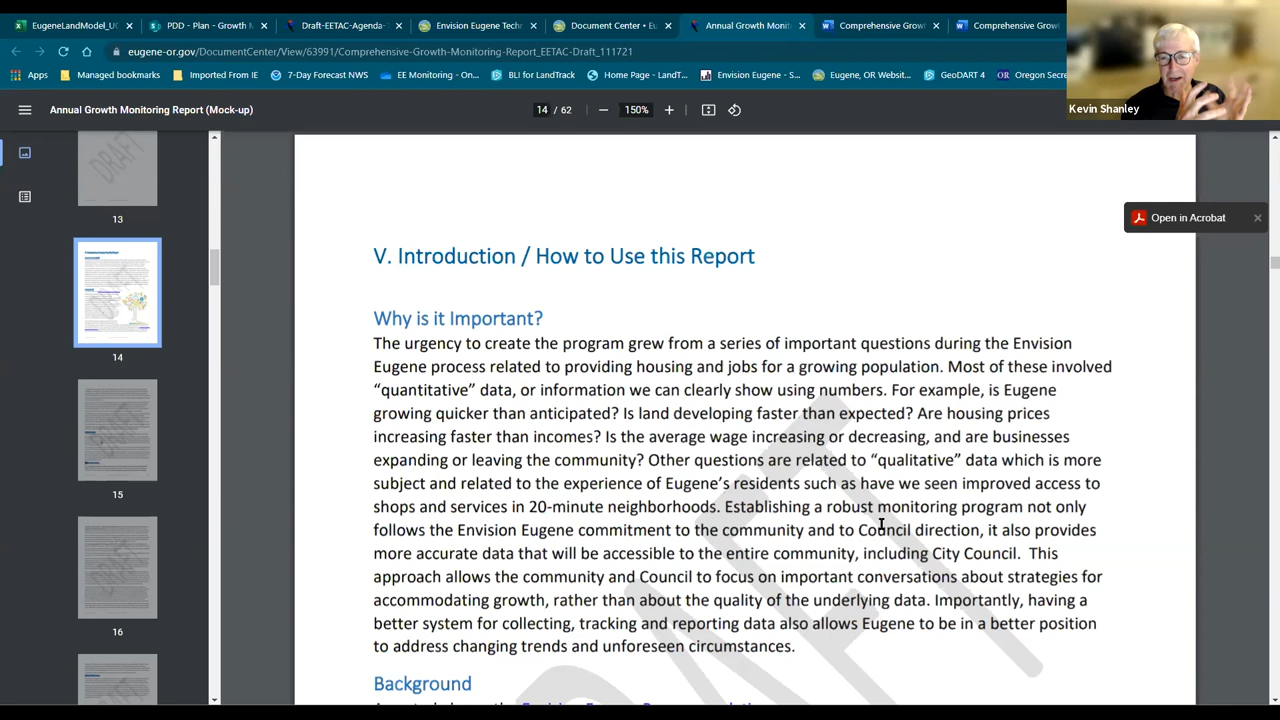 EugeneLandModel_U
PDD - Plan - Growth M
Draft-EETAC-Agenda-
Envision Eugene Tech
Document Center • Eu
Annual Growth Monit
Comprehensive Grow
Comprehensive Grow
eugene-or.gov/DocumentCenter/View/63991/Comprehensive-Growth-Monitoring-Report_EETAC-Draft_111721
Apps
Managed bookmarks
Imported From IE
7-Day Forecast NWS
EE Monitoring - On...
BLI for LandTrack
Home Page - LandT...
Envision Eugene - S...
Eugene, OR Websit...
GeoDART 4
Oregon Secre
Kevin Shanley
Annual Growth Monitoring Report (Mock-up)
14 / 62
150%
Open in Acrobat
DRAFT
13
14
15
16
V. Introduction / How to Use this Report
Why is it Important?
The urgency to create the program grew from a series of important questions during the Envision
Eugene process related to providing housing and jobs for a growing population. Most of these involved
“quantitative” data, or information we can clearly show using numbers. For example, is Eugene
growing quicker than anticipated? Is land developing faster than expected? Are housing prices
increasing faster than incomes? Is the average wage increasing or decreasing, and are businesses
expanding or leaving the community? Other questions are related to “qualitative” data which is more
subject and related to the experience of Eugene’s residents such as have we seen improved access to
shops and services in 20-minute neighborhoods. Establishing a robust monitoring program not only
follows the Envision Eugene commitment to the community and to Council direction, it also provides
more accurate data that will be accessible to the entire community, including City Council.  This
approach allows the community and Council to focus on important conversations about strategies for
accommodating growth, rather than about the quality of the underlying data. Importantly, having a
better system for collecting, tracking and reporting data also allows Eugene to be in a better position
to address changing trends and unforeseen circumstances.
Background